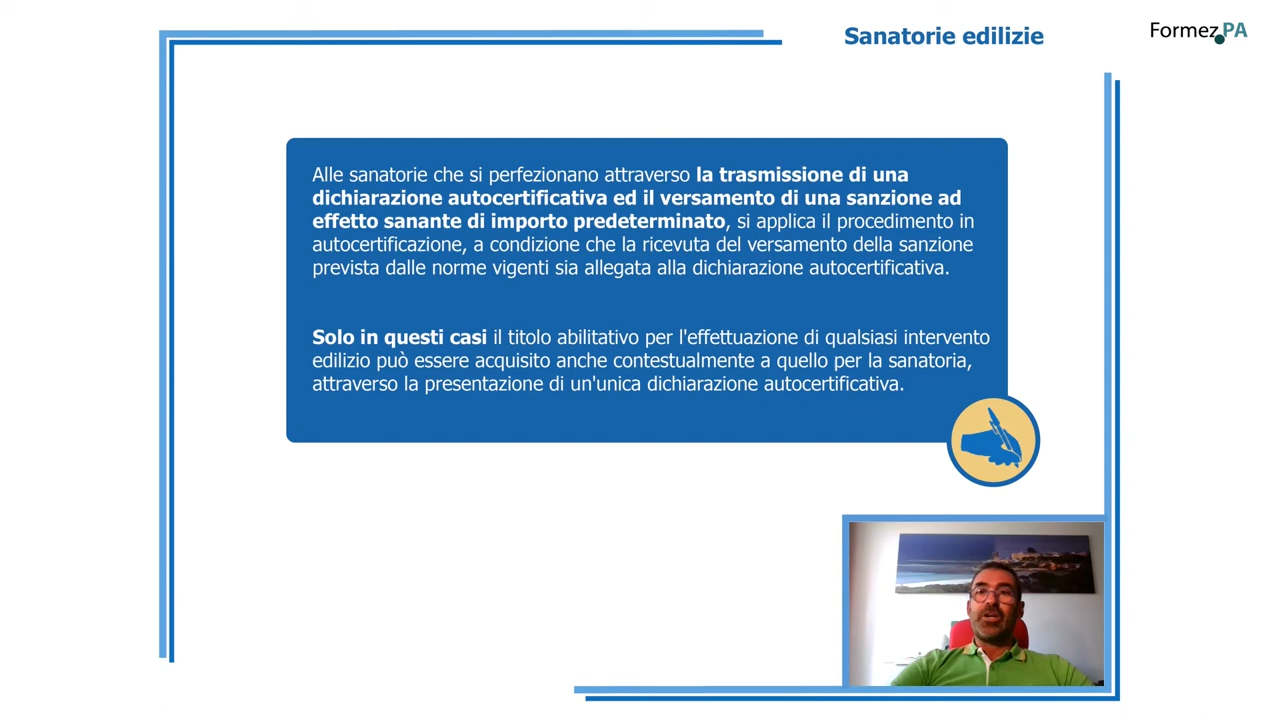 Sanatorie edilizie
Formez.PA
Alle sanatorie che si perfezionano attraverso la trasmissione di una
dichiarazione autocertificativa ed il versamento di una sanzione ad
effetto sanante di importo predeterminato, si applica il procedimento in
autocertificazione, a condizione che la ricevuta del versamento della sanzione
prevista dalle norme vigenti sia allegata alla dichiarazione autocertificativa.
Solo in questi casi il titolo abilitativo per l'effettuazione di qualsiasi intervento
edilizio può essere acquisito anche contestualmente a quello per la sanatoria,
attraverso la presentazione di un'unica dichiarazione autocertificativa.